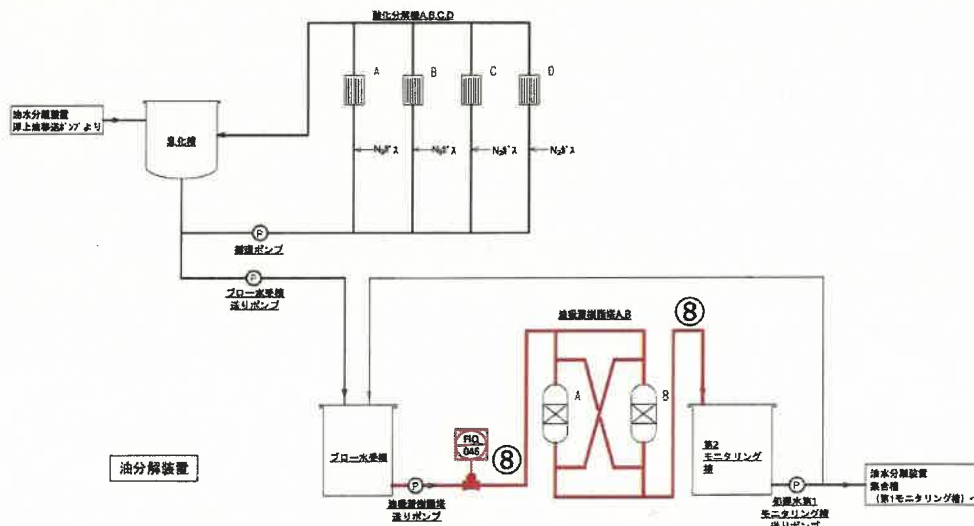 酸化分解槽A,B,C,D
A
B
C
D
油水分離装置
浮上油移送ポンプより
乳化槽
N₂ガス
N₂ガス
N₂ガス
N₂ガス
循環ポンプ
ブロー水受槽
送りポンプ
油吸着樹脂塔A,B
⑧
A
B
FIQ
046
⑧
ブロー水受槽
第2
モニタリング
槽
油分解装置
油吸着樹脂塔
送りポンプ
処理水第1
モニタリング槽
送りポンプ
油水分離装置
集合槽
(第1モニタリング槽)へ